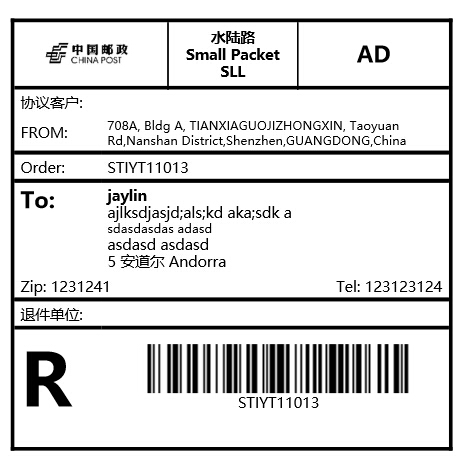 中国邮政
CHINA POST
水陆路
Small Packet
SLL
AD
协议客户:
FROM:
708A, Bldg A, TIANXIAGUOJIZHONGXIN, Taoyuan
Rd,Nanshan District,Shenzhen,GUANGDONG,China
Order: STIYT11013
To: jaylin
ajlksdjasjd;als;kd aka;sdk a
sdasdasdas adasd
asdasd asdasd
5 安道尔 Andorra
Zip: 1231241 Tel: 123123124
退件单位:
R
STIYT11013